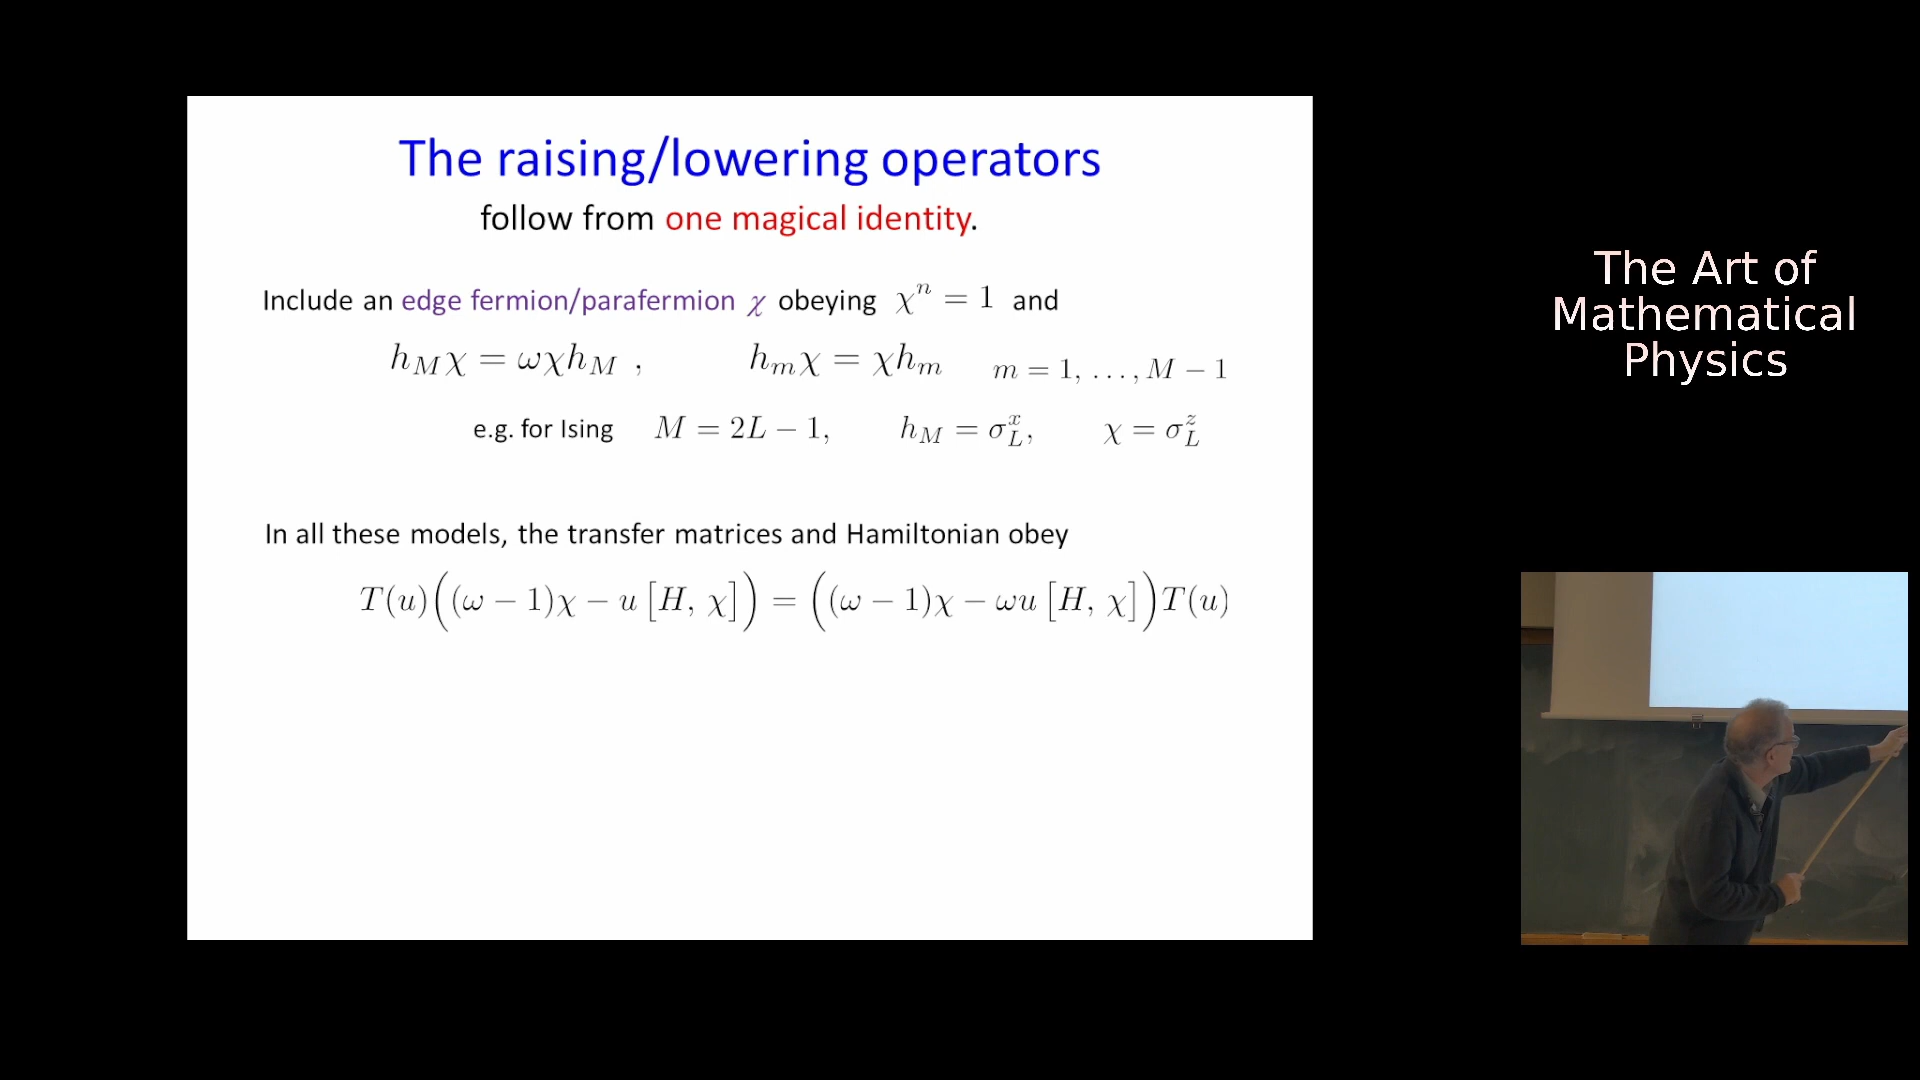 The raising/lowering operators
follow from one magical identity.
Include an edge fermion/parafermion χ obeying χⁿ = 1 and
h_M χ = ωχh_M , h_m χ = χh_m m = 1, …, M − 1
e.g. for Ising M = 2L − 1, h_M = σ_L^x, χ = σ_L^z
In all these models, the transfer matrices and Hamiltonian obey
T(u)((ω − 1)χ − u [H, χ]) = ((ω − 1)χ − ωu [H, χ])T(u)
The Art of
Mathematical
Physics